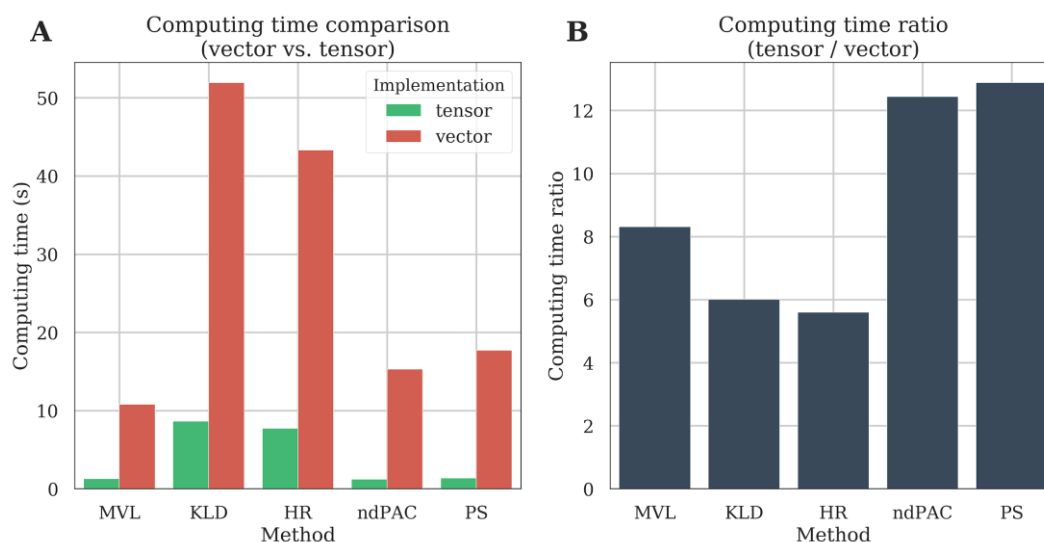 A
Computing time comparison
(vector vs. tensor)
Computing time (s)
50
40
30
20
10
0
Implementation
tensor
vector
MVL KLD HR ndPAC PS
Method
B
Computing time ratio
(tensor / vector)
Computing time ratio
12
10
8
6
4
2
0
MVL KLD HR ndPAC PS
Method